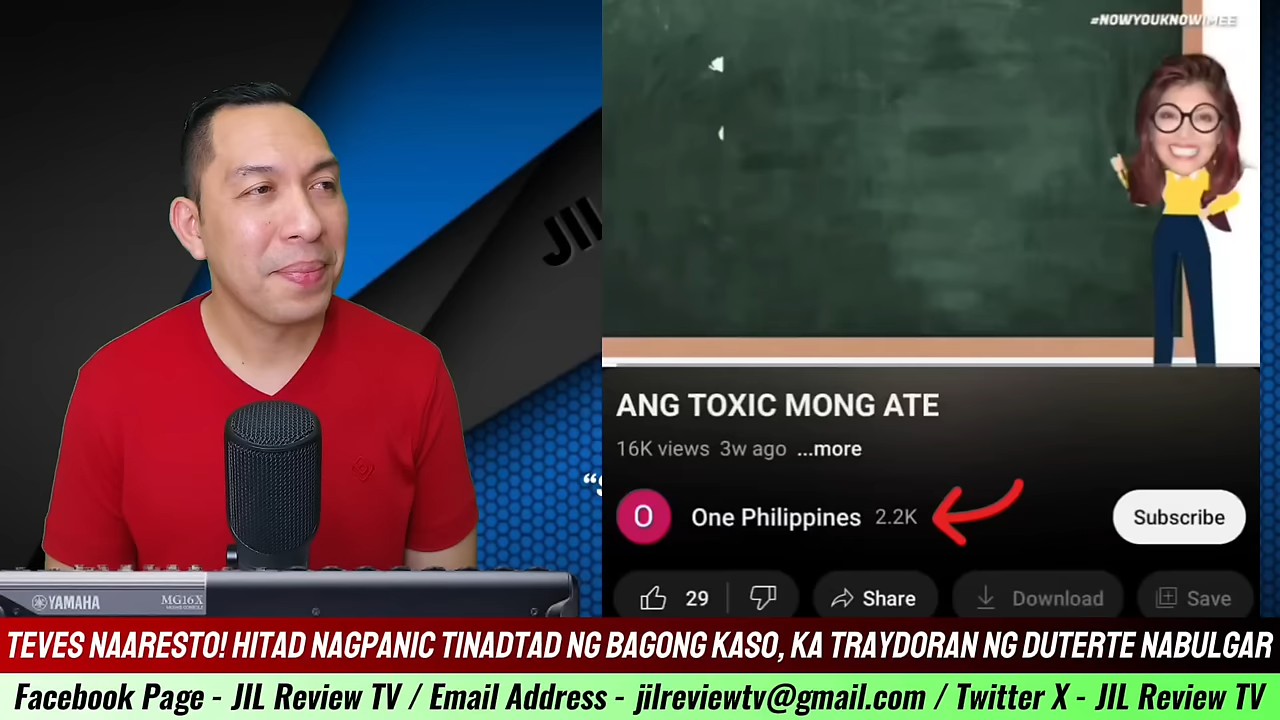 #NOWYOUKNOWIMEE
JIL
ANG TOXIC MONG ATE
16K views 3w ago ...more
“S
O One Philippines 2.2K Subscribe
29 Share Download Save
YAMAHA MG16X
TEVES NAARESTO! HITAD NAGPANIC TINADTAD NG BAGONG KASO, KA TRAYDORAN NG DUTERTE NABULGAR
Facebook Page - JIL Review TV / Email Address - jilreviewtv@gmail.com / Twitter X - JIL Review TV